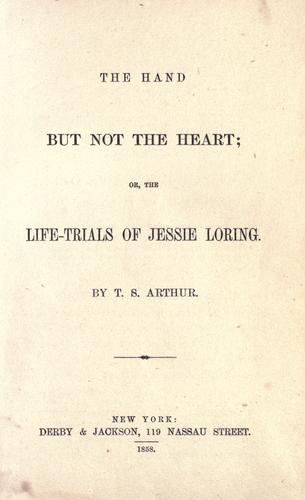 THE HAND
BUT NOT THE HEART;
OR, THE
LIFE-TRIALS OF JESSIE LORING.
BY T. S. ARTHUR.
NEW YORK:
DERBY & JACKSON, 119 NASSAU STREET.
1858.